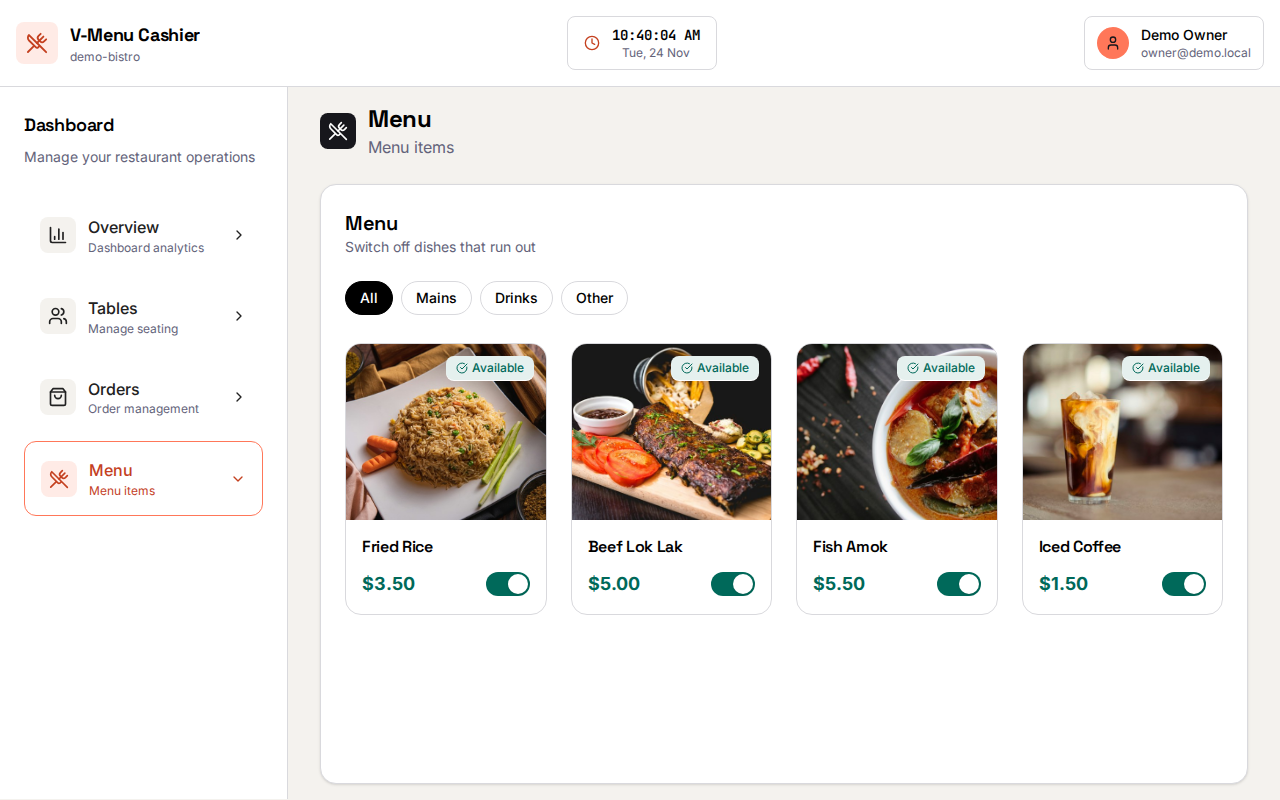 V-Menu Cashier
demo-bistro
10:40:04 AM
Tue, 24 Nov
Demo Owner
owner@demo.local
Dashboard
Manage your restaurant operations
Overview
Dashboard analytics
Tables
Manage seating
Orders
Order management
Menu
Menu items
Menu
Menu items
Menu
Switch off dishes that run out
All
Mains
Drinks
Other
Available
Available
Available
Available
Fried Rice
Beef Lok Lak
Fish Amok
Iced Coffee
$3.50
$5.00
$5.50
$1.50